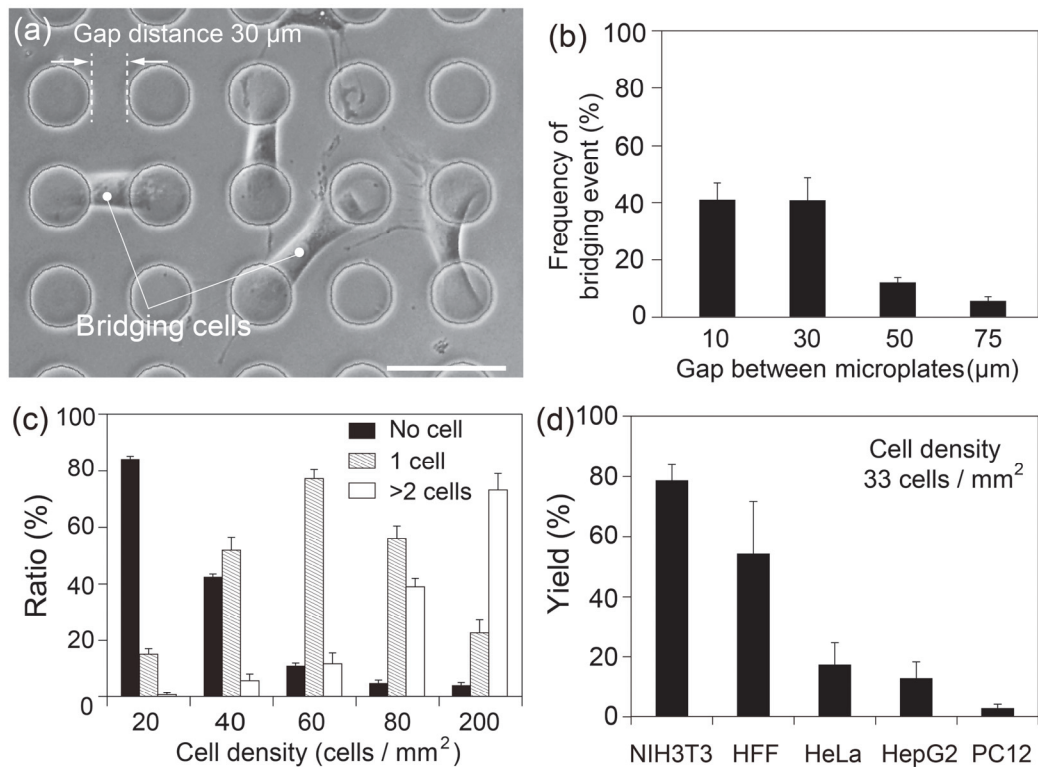 (a)
Gap distance 30 µm
Bridging cells
(b)
Frequency of
bridging event (%)
100
80
60
40
20
0
10 30 50 75
Gap between microplates (µm)
(c)
Ratio (%)
100
80
60
40
20
0
No cell
1 cell
>2 cells
20 40 60 80 200
Cell density (cells / mm²)
(d)
Yield (%)
100
80
60
40
20
0
Cell density
33 cells / mm²
NIH3T3 HFF HeLa HepG2 PC12